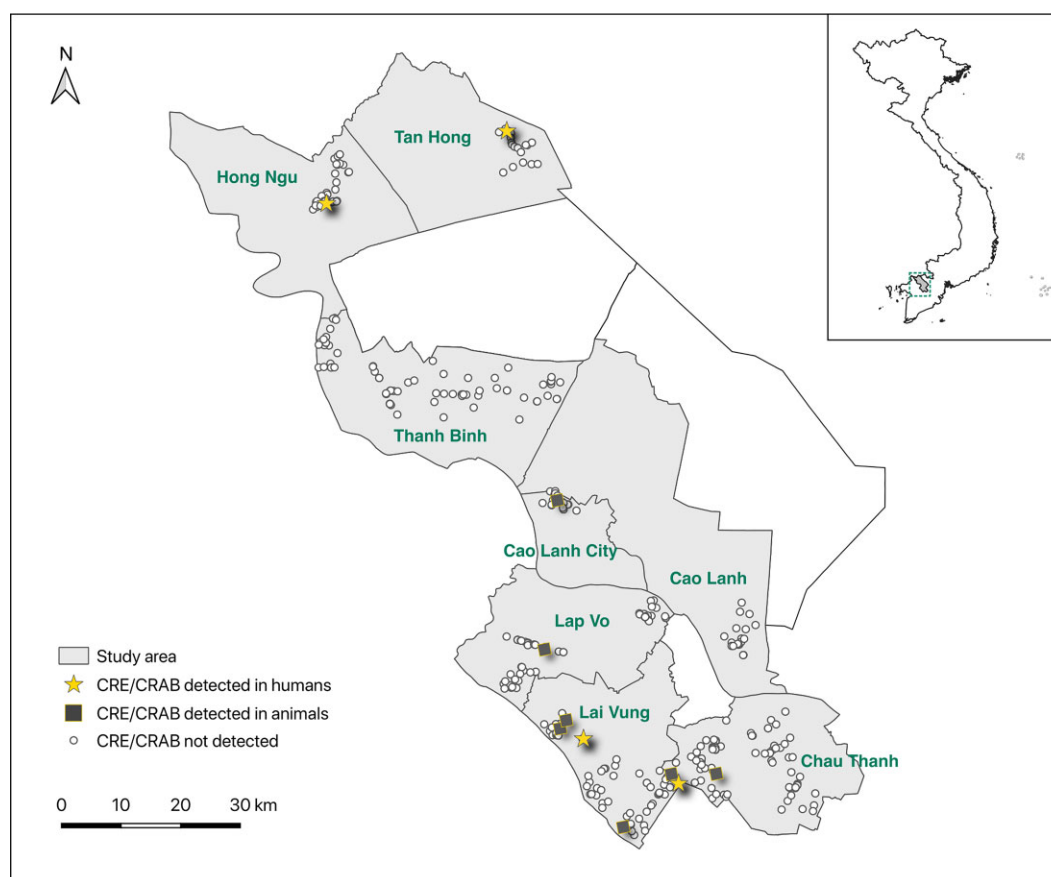 N
Tan Hong
Hong Ngu
Thanh Binh
Cao Lanh City
Cao Lanh
Lap Vo
Lai Vung
Chau Thanh
Study area
CRE/CRAB detected in humans
CRE/CRAB detected in animals
CRE/CRAB not detected
0 10 20 30 km